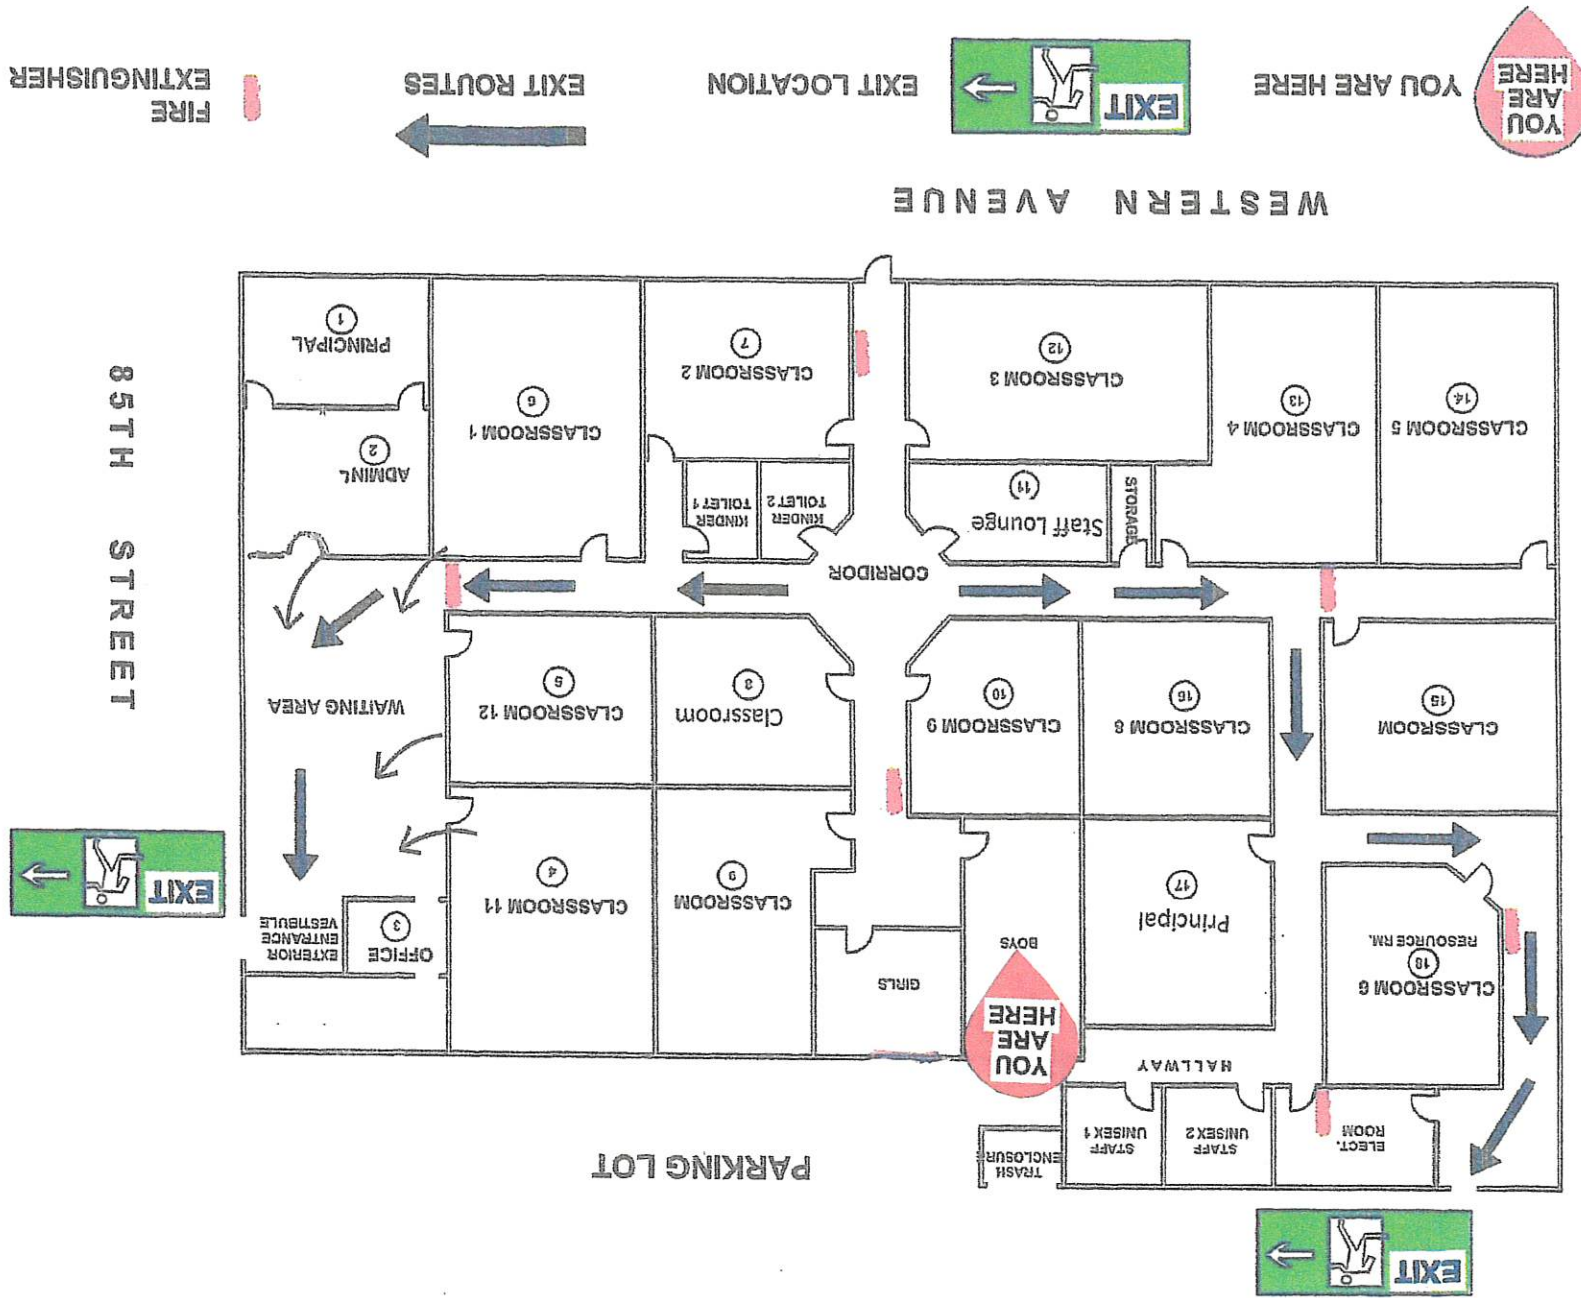 EXIT
ELECT.
ROOM
STAFF
UNISEX 2
STAFF
UNISEX 1
TRASH
ENCLOSURE
PARKING LOT
HALLWAY
YOU
ARE
HERE
CLASSROOM 6
18
RESOURCE RM.
Principal
17
BOYS
GIRLS
CLASSROOM
9
CLASSROOM 11
4
OFFICE
3
EXTERIOR
ENTRANCE
VESTIBULE
EXIT
CLASSROOM
15
CLASSROOM 8
16
CLASSROOM 9
10
Classroom
8
CLASSROOM 12
5
WAITING AREA
85TH STREET
CORRIDOR
CLASSROOM 5
14
CLASSROOM 4
13
STORAGE
Staff Lounge
11
KINDER
TOILET 2
KINDER
TOILET 1
CLASSROOM 3
12
CLASSROOM 2
7
CLASSROOM 1
6
ADMIN'L
2
PRINCIPAL
1
WESTERN AVENUE
YOU
ARE
HERE
YOU ARE HERE
EXIT
EXIT LOCATION
EXIT ROUTES
FIRE
EXTINGUISHER